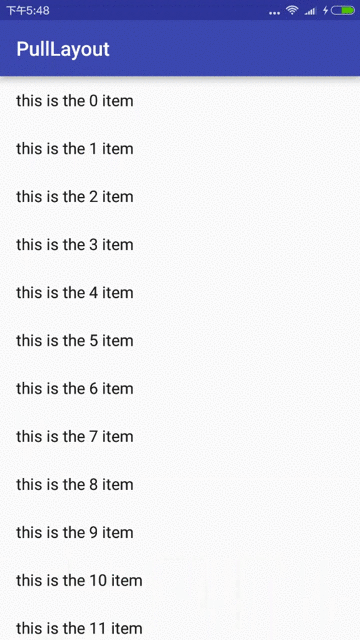 下午5:48
PullLayout
this is the 0 item
this is the 1 item
this is the 2 item
this is the 3 item
this is the 4 item
this is the 5 item
this is the 6 item
this is the 7 item
this is the 8 item
this is the 9 item
this is the 10 item
this is the 11 item